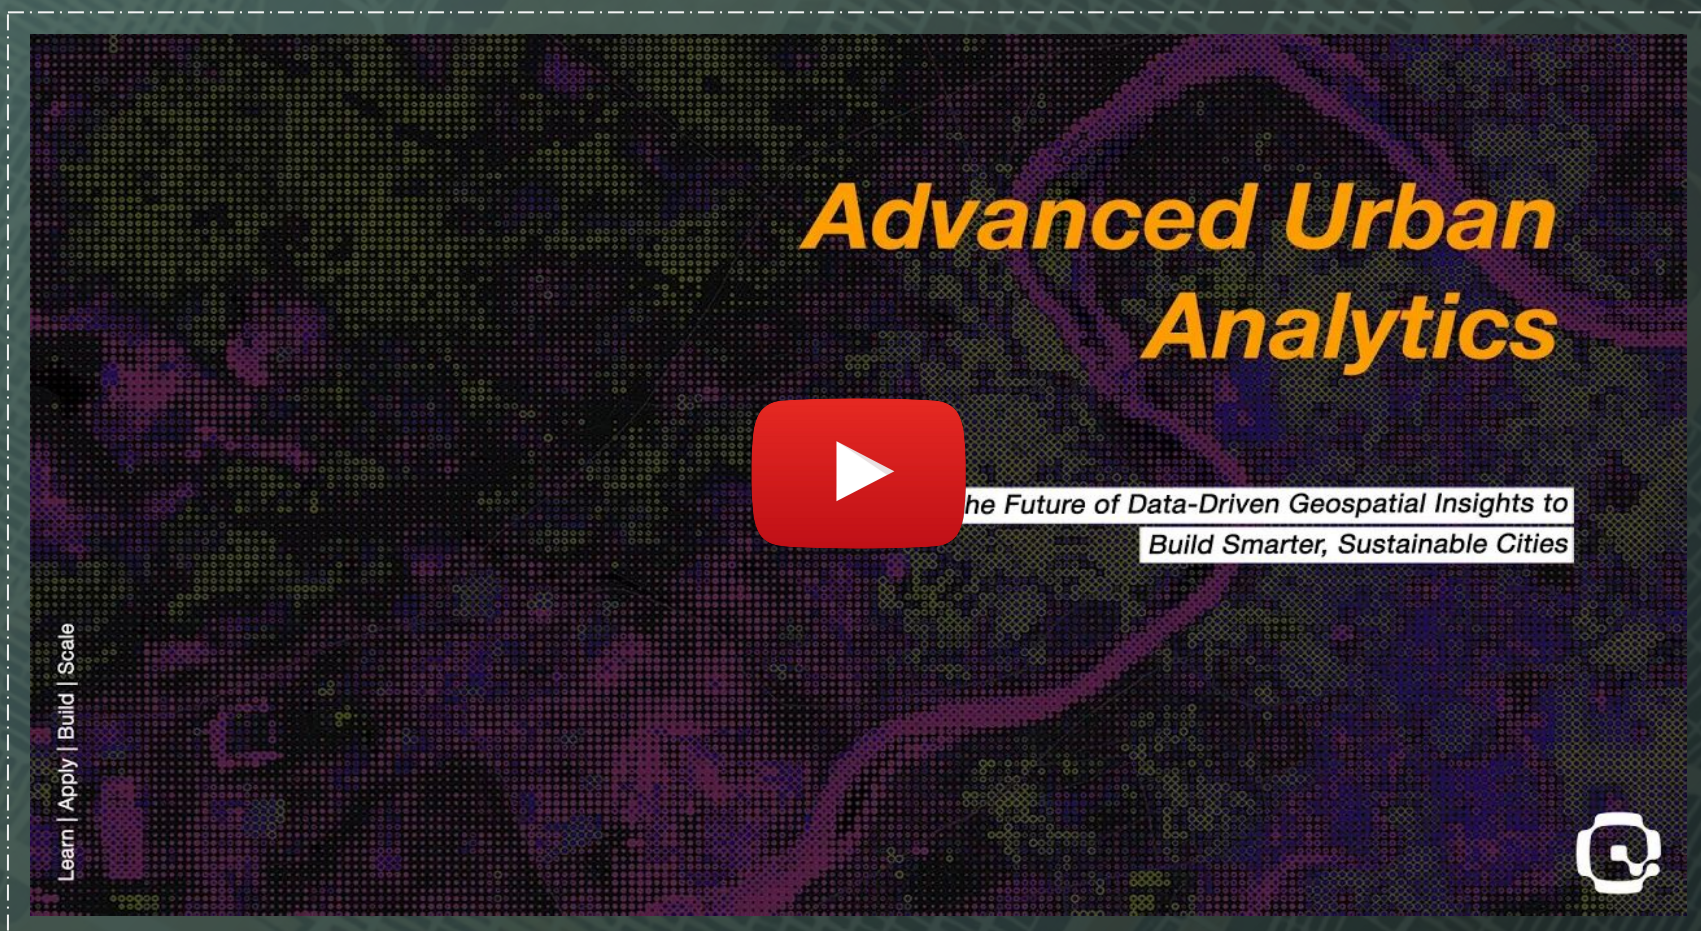 Advanced Urban
Analytics
he Future of Data-Driven Geospatial Insights to
Build Smarter, Sustainable Cities
Learn | Apply | Build | Scale